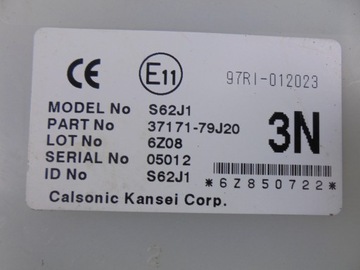 CE E11 97RI-012023
MODEL No S62J1
PART No 37171-79J20
LOT No 6Z08
SERIAL No 05012
ID No S62J1
3N
*6Z850722*
Calsonic Kansei Corp.